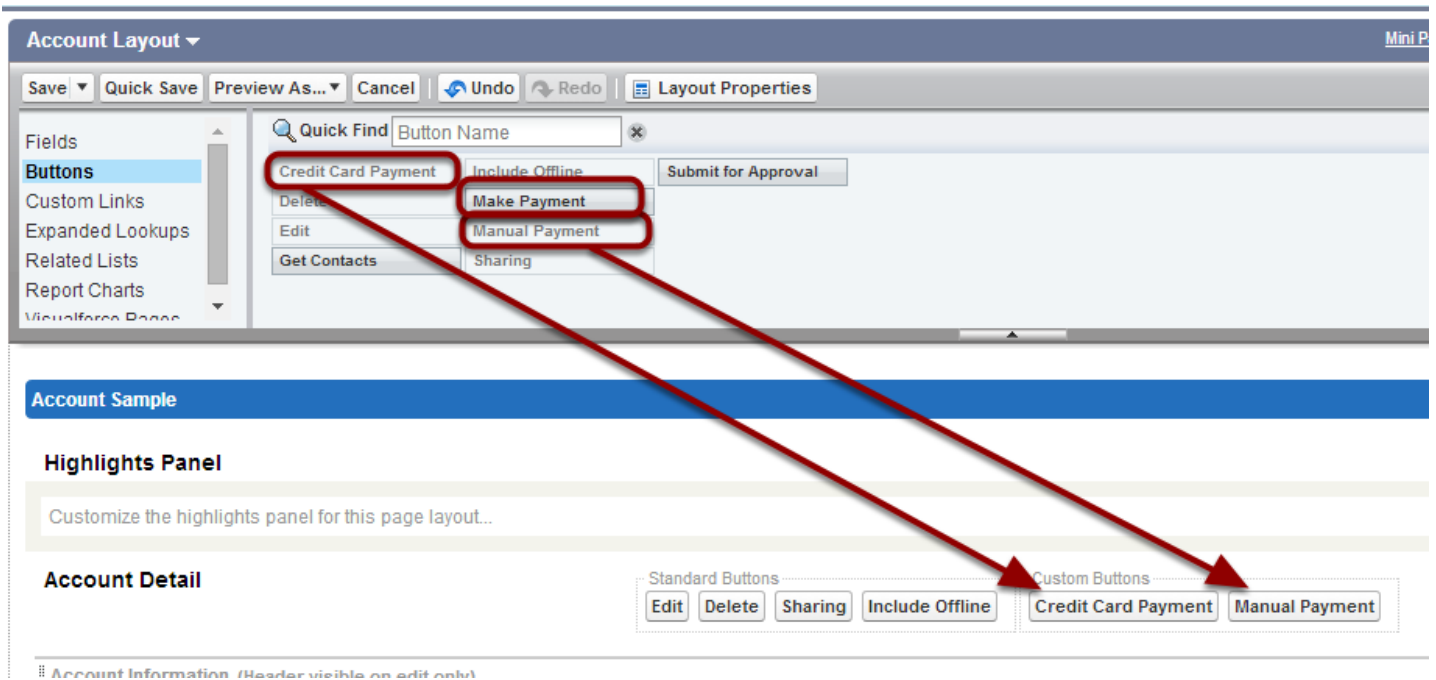 Account Layout Mini P
Save Quick Save Preview As... Cancel Undo Redo Layout Properties
Fields
Buttons
Custom Links
Expanded Lookups
Related Lists
Report Charts
Visualforce Pages
Quick Find Button Name
Credit Card Payment Include Offline Submit for Approval
Delete Make Payment
Edit Manual Payment
Get Contacts Sharing
Account Sample
Highlights Panel
Customize the highlights panel for this page layout...
Account Detail
Standard Buttons Custom Buttons
Edit Delete Sharing Include Offline Credit Card Payment Manual Payment
Account Information (Header visible on edit only)